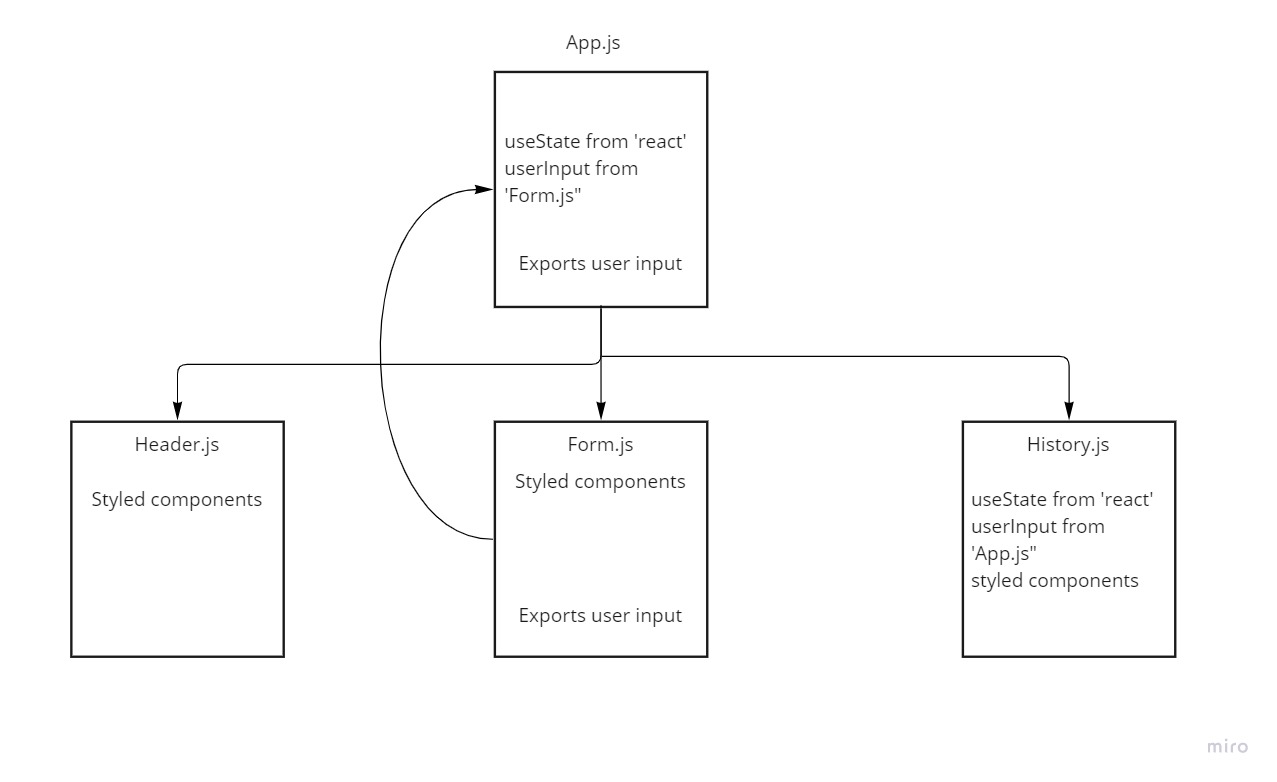 App.js
useState from 'react'
userInput from
'Form.js"
Exports user input
Header.js
Styled components
Form.js
Styled components
Exports user input
History.js
useState from 'react'
userInput from
'App.js"
styled components
miro